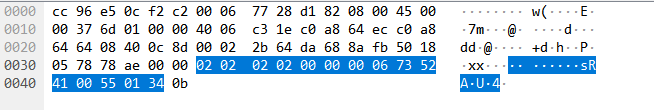 0000 cc 96 e5 0c f2 c2 00 06 77 28 d1 82 08 00 45 00 ········ w(····E·
0010 00 37 6d 01 00 00 40 06 c3 1e c0 a8 64 ec c0 a8 ·7m···@· ····d···
0020 64 64 08 40 0c 8d 00 02 2b 64 da 68 8a fb 50 18 dd·@···· +d·h··P·
0030 05 78 78 ae 00 00 02 02 02 02 00 00 00 06 73 52 ·xx····· ······sR
0040 41 00 55 01 34 0b A·U·4·